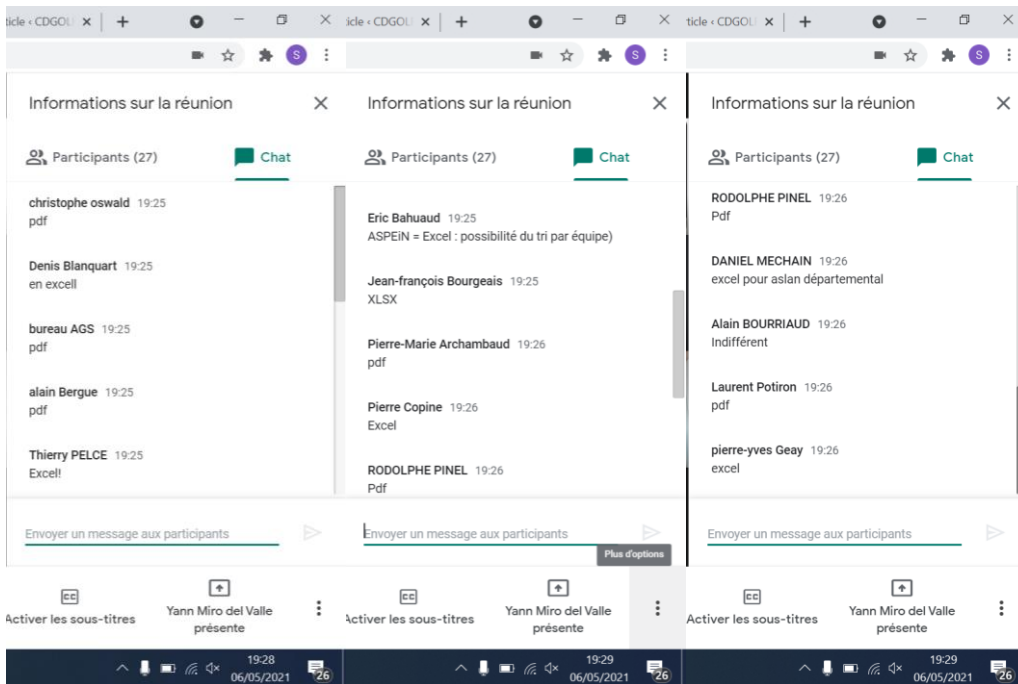 ticle ‹ CDGOL
Informations sur la réunion
Participants (27)
Chat
christophe oswald 19:25
pdf
Denis Blanquart 19:25
en excell
bureau AGS 19:25
pdf
alain Bergue 19:25
pdf
Thierry PELCE 19:25
Excel!
Envoyer un message aux participants
Activer les sous-titres
Yann Miro del Valle
présente
19:28
06/05/2021
26
icle ‹ CDGOL
S
Informations sur la réunion
Participants (27)
Chat
Eric Bahuaud 19:25
ASPEiN = Excel : possibilité du tri par équipe)
Jean-françois Bourgeais 19:25
XLSX
Pierre-Marie Archambaud 19:26
pdf
Pierre Copine 19:26
Excel
RODOLPHE PINEL 19:26
Pdf
Envoyer un message aux participants
Plus d'options
Activer les sous-titres
Yann Miro del Valle
présente
19:29
06/05/2021
26
ticle ‹ CDGOL
S
Informations sur la réunion
Participants (27)
Chat
RODOLPHE PINEL 19:26
Pdf
DANIEL MECHAIN 19:26
excel pour aslan départemental
Alain BOURRIAUD 19:26
Indifférent
Laurent Potiron 19:26
pdf
pierre-yves Geay 19:26
excel
Envoyer un message aux participants
Activer les sous-titres
Yann Miro del Valle
présente
19:29
06/05/2021
26